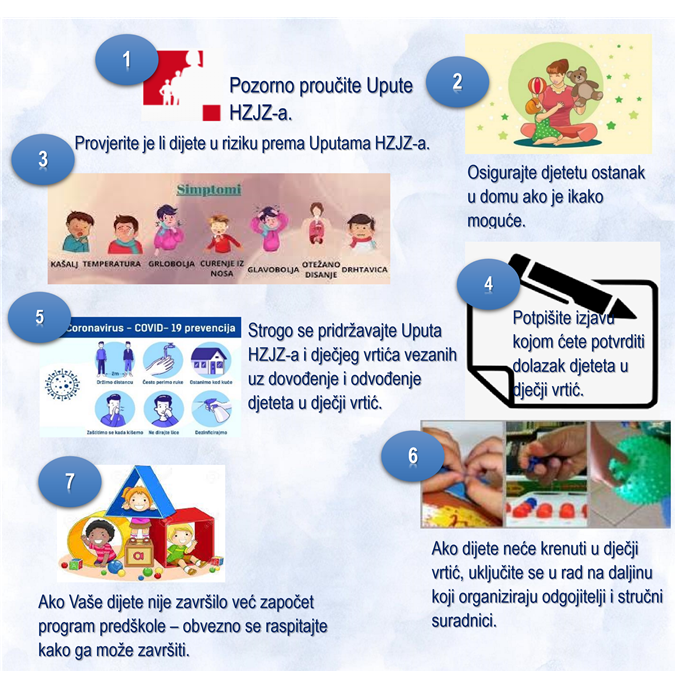 1
Pozorno proučite Upute
HZJZ-a.
2
Osigurajte djetetu ostanak
u domu ako je ikako
moguće.
3
Provjerite je li dijete u riziku prema Uputama HZJZ-a.
Simptomi
KAŠALJ TEMPERATURA GRLOBOLJA CURENJE IZ
NOSA GLAVOBOLJA OTEŽANO
DISANJE DRHTAVICA
4
Potpišite izjavu
kojom ćete potvrditi
dolazak djeteta u
dječji vrtić.
5
Coronavirus – COVID- 19 prevencija
2m
Držimo distancu Često perimo ruke Ostanimo kod kuće
Zaštitimo se kada kišemo Ne dirajte lice Dezinficirajmo
Strogo se pridržavajte Uputa
HZJZ-a i dječjeg vrtića vezanih
uz dovođenje i odvođenje
djeteta u dječji vrtić.
6
Ako dijete neće krenuti u dječji
vrtić, uključite se u rad na daljinu
koji organiziraju odgojitelji i stručni
suradnici.
7
a
Ako Vaše dijete nije završilo već započet
program predškole – obvezno se raspitajte
kako ga može završiti.